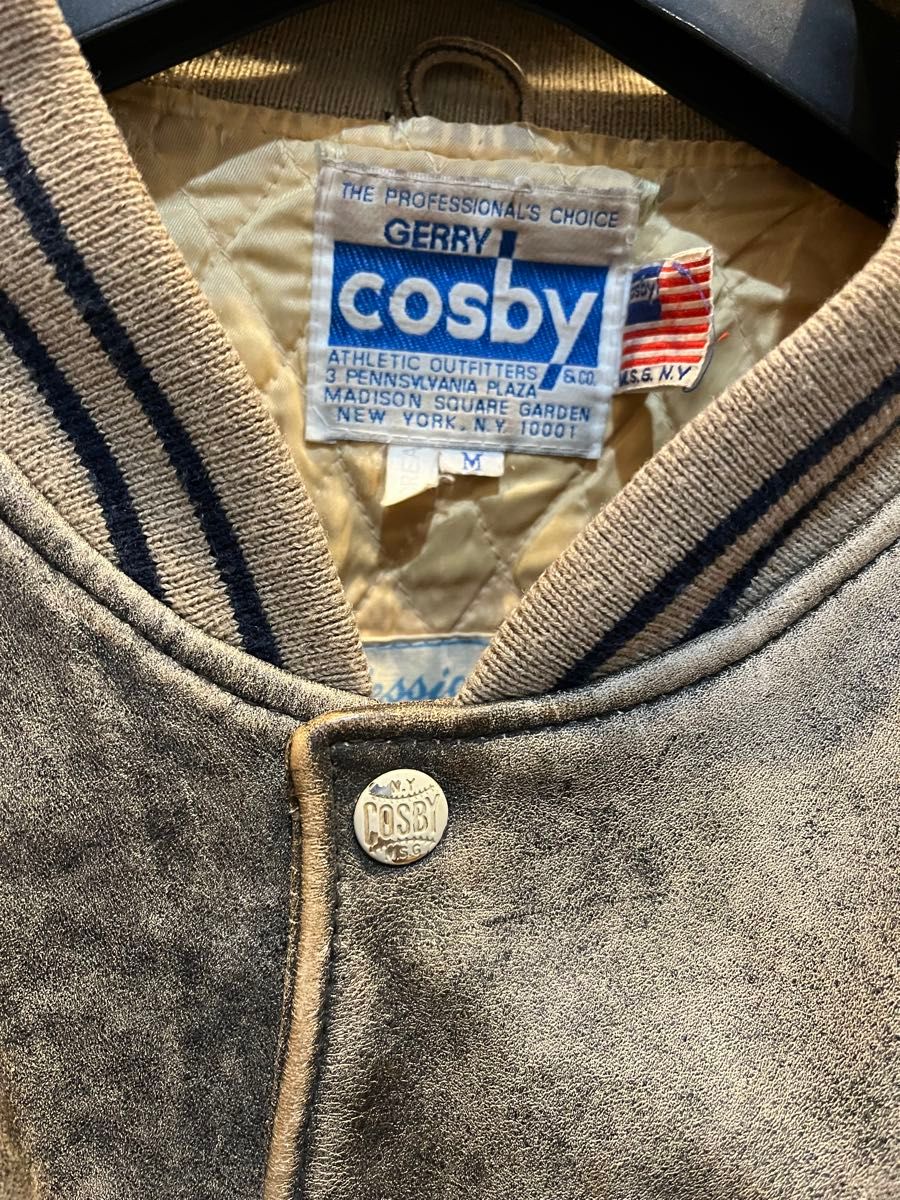 THE PROFESSIONAL'S CHOICE
GERRY
cosby
ATHLETIC OUTFITTERS & CO.
3 PENNSYLVANIA PLAZA
MADISON SQUARE GARDEN
NEW YORK, N.Y. 10001
M.S.G. N.Y
M
N.Y
COSBY
M.S.G